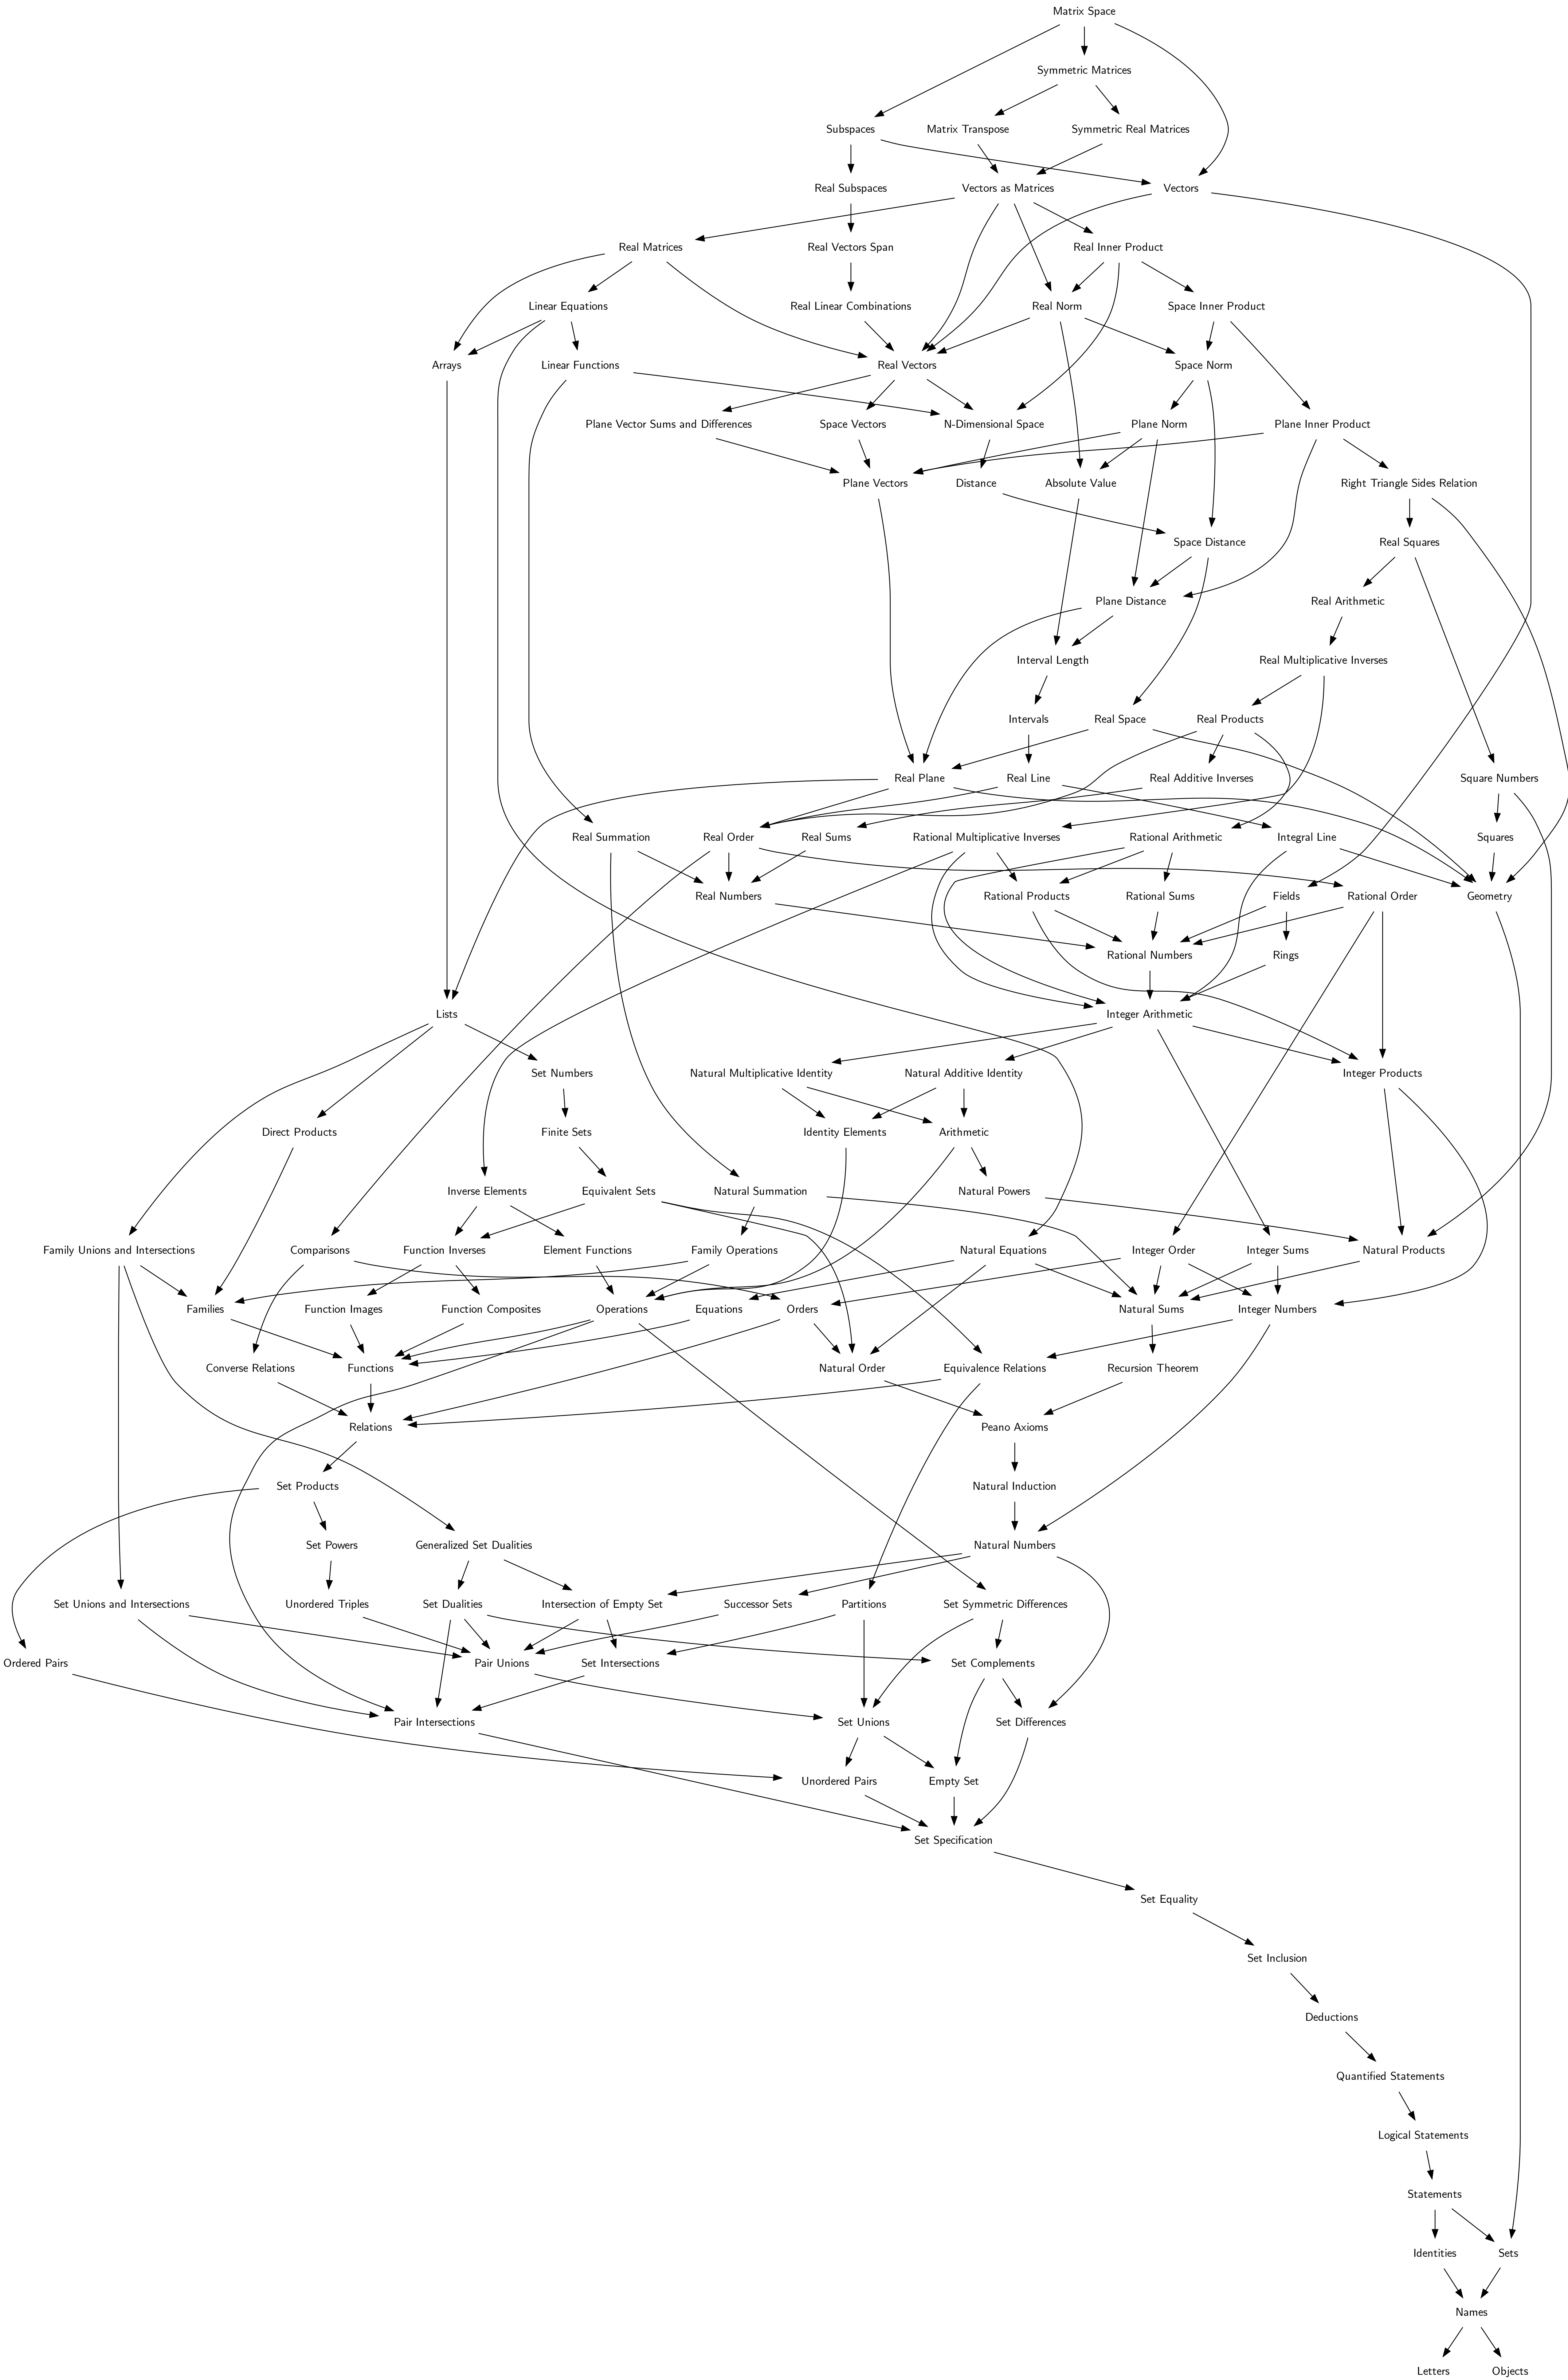 Matrix Space
Symmetric Matrices
Subspaces
Matrix Transpose
Symmetric Real Matrices
Real Subspaces
Vectors as Matrices
Vectors
Real Matrices
Real Vectors Span
Real Inner Product
Linear Equations
Real Linear Combinations
Real Norm
Space Inner Product
Arrays
Linear Functions
Real Vectors
Space Norm
Plane Vector Sums and Differences
Space Vectors
N-Dimensional Space
Plane Norm
Plane Inner Product
Plane Vectors
Distance
Absolute Value
Right Triangle Sides Relation
Space Distance
Real Squares
Plane Distance
Real Arithmetic
Interval Length
Real Multiplicative Inverses
Intervals
Real Space
Real Products
Real Plane
Real Line
Real Additive Inverses
Square Numbers
Real Summation
Real Order
Real Sums
Rational Multiplicative Inverses
Rational Arithmetic
Integral Line
Squares
Real Numbers
Rational Products
Rational Sums
Fields
Rational Order
Geometry
Rational Numbers
Rings
Lists
Integer Arithmetic
Set Numbers
Natural Multiplicative Identity
Natural Additive Identity
Integer Products
Direct Products
Finite Sets
Identity Elements
Arithmetic
Inverse Elements
Equivalent Sets
Natural Summation
Natural Powers
Family Unions and Intersections
Comparisons
Function Inverses
Element Functions
Family Operations
Natural Equations
Integer Order
Integer Sums
Natural Products
Families
Function Images
Function Composites
Operations
Equations
Orders
Natural Sums
Integer Numbers
Converse Relations
Functions
Natural Order
Equivalence Relations
Recursion Theorem
Relations
Peano Axioms
Set Products
Natural Induction
Set Powers
Generalized Set Dualities
Natural Numbers
Set Unions and Intersections
Unordered Triples
Set Dualities
Intersection of Empty Set
Successor Sets
Partitions
Set Symmetric Differences
Ordered Pairs
Pair Unions
Set Intersections
Set Complements
Pair Intersections
Set Unions
Set Differences
Unordered Pairs
Empty Set
Set Specification
Set Equality
Set Inclusion
Deductions
Quantified Statements
Logical Statements
Statements
Identities
Sets
Names
Letters
Objects